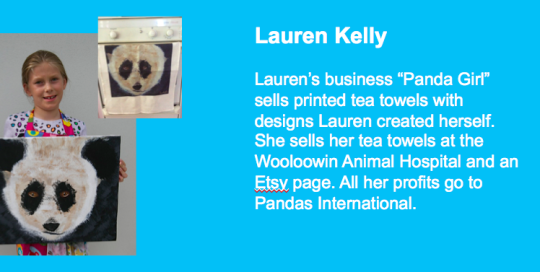 Lauren Kelly
Lauren’s business “Panda Girl”
sells printed tea towels with
designs Lauren created herself.
She sells her tea towels at the
Wooloowin Animal Hospital and an
Etsy page. All her profits go to
Pandas International.